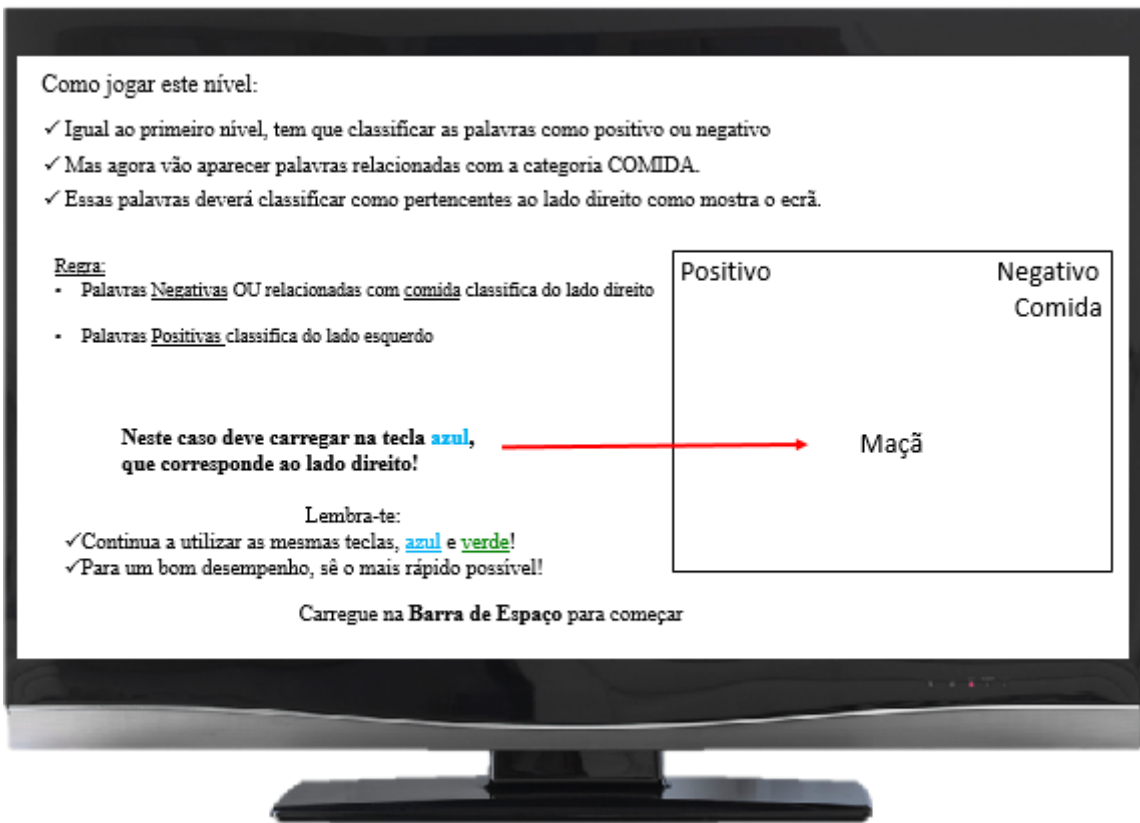 Como jogar este nível:
✓ Igual ao primeiro nível, tem que classificar as palavras como positivo ou negativo
✓ Mas agora vão aparecer palavras relacionadas com a categoria COMIDA.
✓ Essas palavras deverá classificar como pertencentes ao lado direito como mostra o ecrã.
Regra:
▪ Palavras Negativas OU relacionadas com comida classifica do lado direito
▪ Palavras Positivas classifica do lado esquerdo
Positivo Negativo
Comida
Neste caso deve carregar na tecla azul,
que corresponde ao lado direito!
Maçã
Lembra-te:
✓Continua a utilizar as mesmas teclas, azul e verde!
✓Para um bom desempenho, sê o mais rápido possível!
Carregue na Barra de Espaço para começar